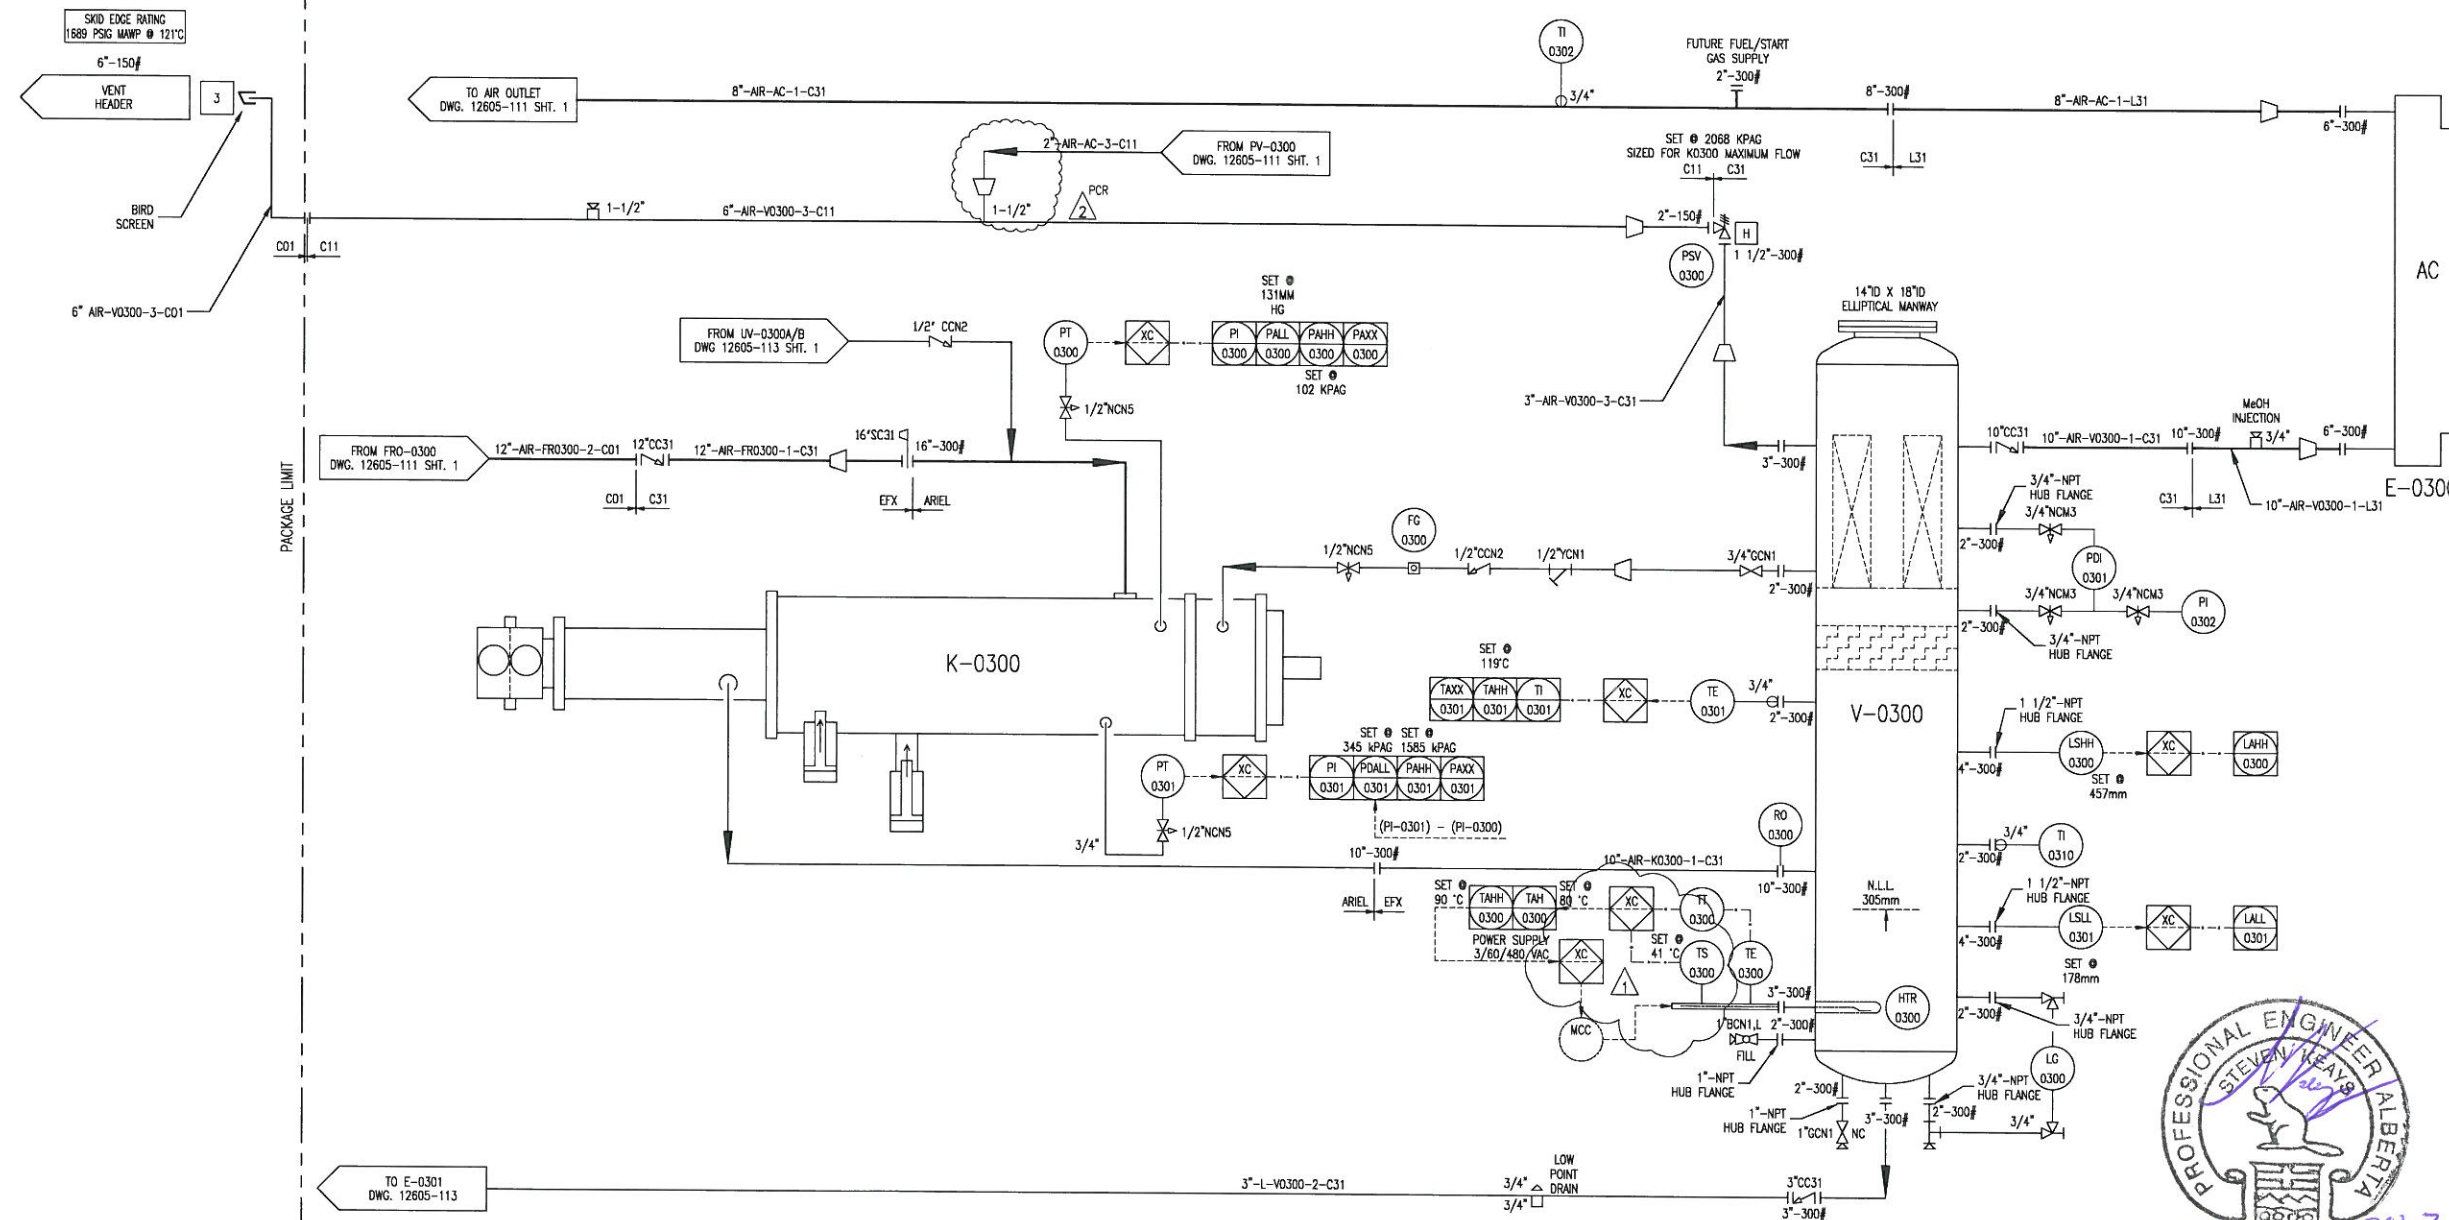 SKID EDGE RATING
1689 PSIG MAWP @ 121°C
6"-150#
VENT
HEADER
3
BIRD
SCREEN
C01
C11
6" AIR-V0300-3-C01
PACKAGE LIMIT
TO AIR OUTLET
DWG. 12605-111 SHT. 1
8"-AIR-AC-1-C31
TI
0302
3/4"
FUTURE FUEL/START
GAS SUPPLY
2"-300#
8"-300#
C31
L31
8"-AIR-AC-1-L31
6"-300#
AC
2"-AIR-AC-3-C11
FROM PV-0300
DWG. 12605-111 SHT. 1
1-1/2"
6"-AIR-V0300-3-C11
1-1/2"
PCR
2
SET @ 2068 KPAG
SIZED FOR K0300 MAXIMUM FLOW
C11
C31
2"-150#
H
PSV
0300
1 1/2"-300#
3"-AIR-V0300-3-C31
14"ID X 18"ID
ELLIPTICAL MANWAY
FROM UV-0300A/B
DWG 12605-113 SHT. 1
1/2" CCN2
PT
0300
XC
SET @
131MM
HG
PI
0300
PALL
0300
PAHH
0300
PAXX
0300
SET @
102 KPAG
1/2"NCN5
FROM FRO-0300
DWG. 12605-111 SHT. 1
12"-AIR-FR0300-2-C01
12"CC31
12"-AIR-FR0300-1-C31
16"SC31
16"-300#
C01
C31
EFX
ARIEL
3"-300#
10"CC31
10"-AIR-V0300-1-C31
10"-300#
MeOH
INJECTION
3/4"
6"-300#
C31
L31
10"-AIR-V0300-1-L31
E-0300
1/2"NCN5
FG
0300
1/2"CCN2
1/2"YCN1
3/4"GCN1
2"-300#
3/4"-NPT
HUB FLANGE
3/4"NCM3
2"-300#
PDI
0301
3/4"NCM3
3/4"NCM3
PI
0302
2"-300#
3/4"-NPT
HUB FLANGE
K-0300
SET @
119°C
TAXX
0301
TAHH
0301
TI
0301
XC
TE
0301
3/4"
2"-300#
V-0300
1 1/2"-NPT
HUB FLANGE
4"-300#
LSHH
0300
SET @
457mm
XC
LAHH
0300
PT
0301
XC
SET @ SET @
345 kPAG 1585 kPAG
PI
0301
PDALL
0301
PAHH
0301
PAXX
0301
(PI-0301) - (PI-0300)
1/2"NCN5
3/4"
10"-300#
ARIEL
EFX
10"-AIR-K0300-1-C31
RO
0300
10"-300#
2"-300#
3/4"
TI
0310
N.L.L.
305mm
1 1/2"-NPT
HUB FLANGE
4"-300#
LSLL
0301
SET @
178mm
XC
LALL
0301
SET @
90 °C
TAHH
0300
TAH
0300
SET @
80 °C
XC
TT
0300
POWER SUPPLY
3/60/480 VAC
XC
SET @
41 °C
TS
0300
TE
0300
1
MCC
3"-300#
HTR
0300
1"BCN1,L
2"-300#
FILL
1"-NPT
HUB FLANGE
2"-300#
3/4"-NPT
HUB FLANGE
LG
0300
2"-300#
1"-NPT
HUB FLANGE
1"GCN1
NC
3"-300#
2"-300#
3/4"-NPT
HUB FLANGE
3/4"
TO E-0301
DWG. 12605-113
3"-L-V0300-2-C31
3/4"
3/4"
LOW
POINT
DRAIN
3"CC31
3"-300#
PROFESSIONAL ENGINEER ALBERTA
STEVEN KEAYS